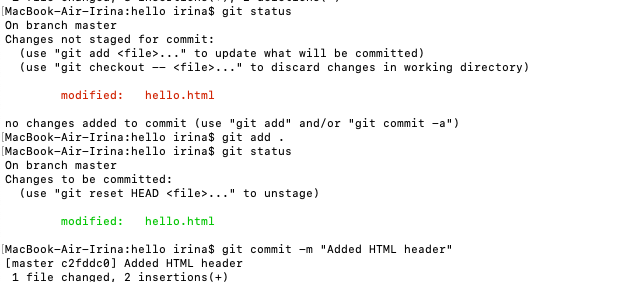 MacBook-Air-Irina:hello irina$ git status
On branch master
Changes not staged for commit:
  (use "git add <file>..." to update what will be committed)
  (use "git checkout -- <file>..." to discard changes in working directory)
modified:   hello.html
no changes added to commit (use "git add" and/or "git commit -a")
MacBook-Air-Irina:hello irina$ git add .
MacBook-Air-Irina:hello irina$ git status
On branch master
Changes to be committed:
  (use "git reset HEAD <file>..." to unstage)
modified:   hello.html
MacBook-Air-Irina:hello irina$ git commit -m "Added HTML header"
[master c2fddc0] Added HTML header
 1 file changed, 2 insertions(+)